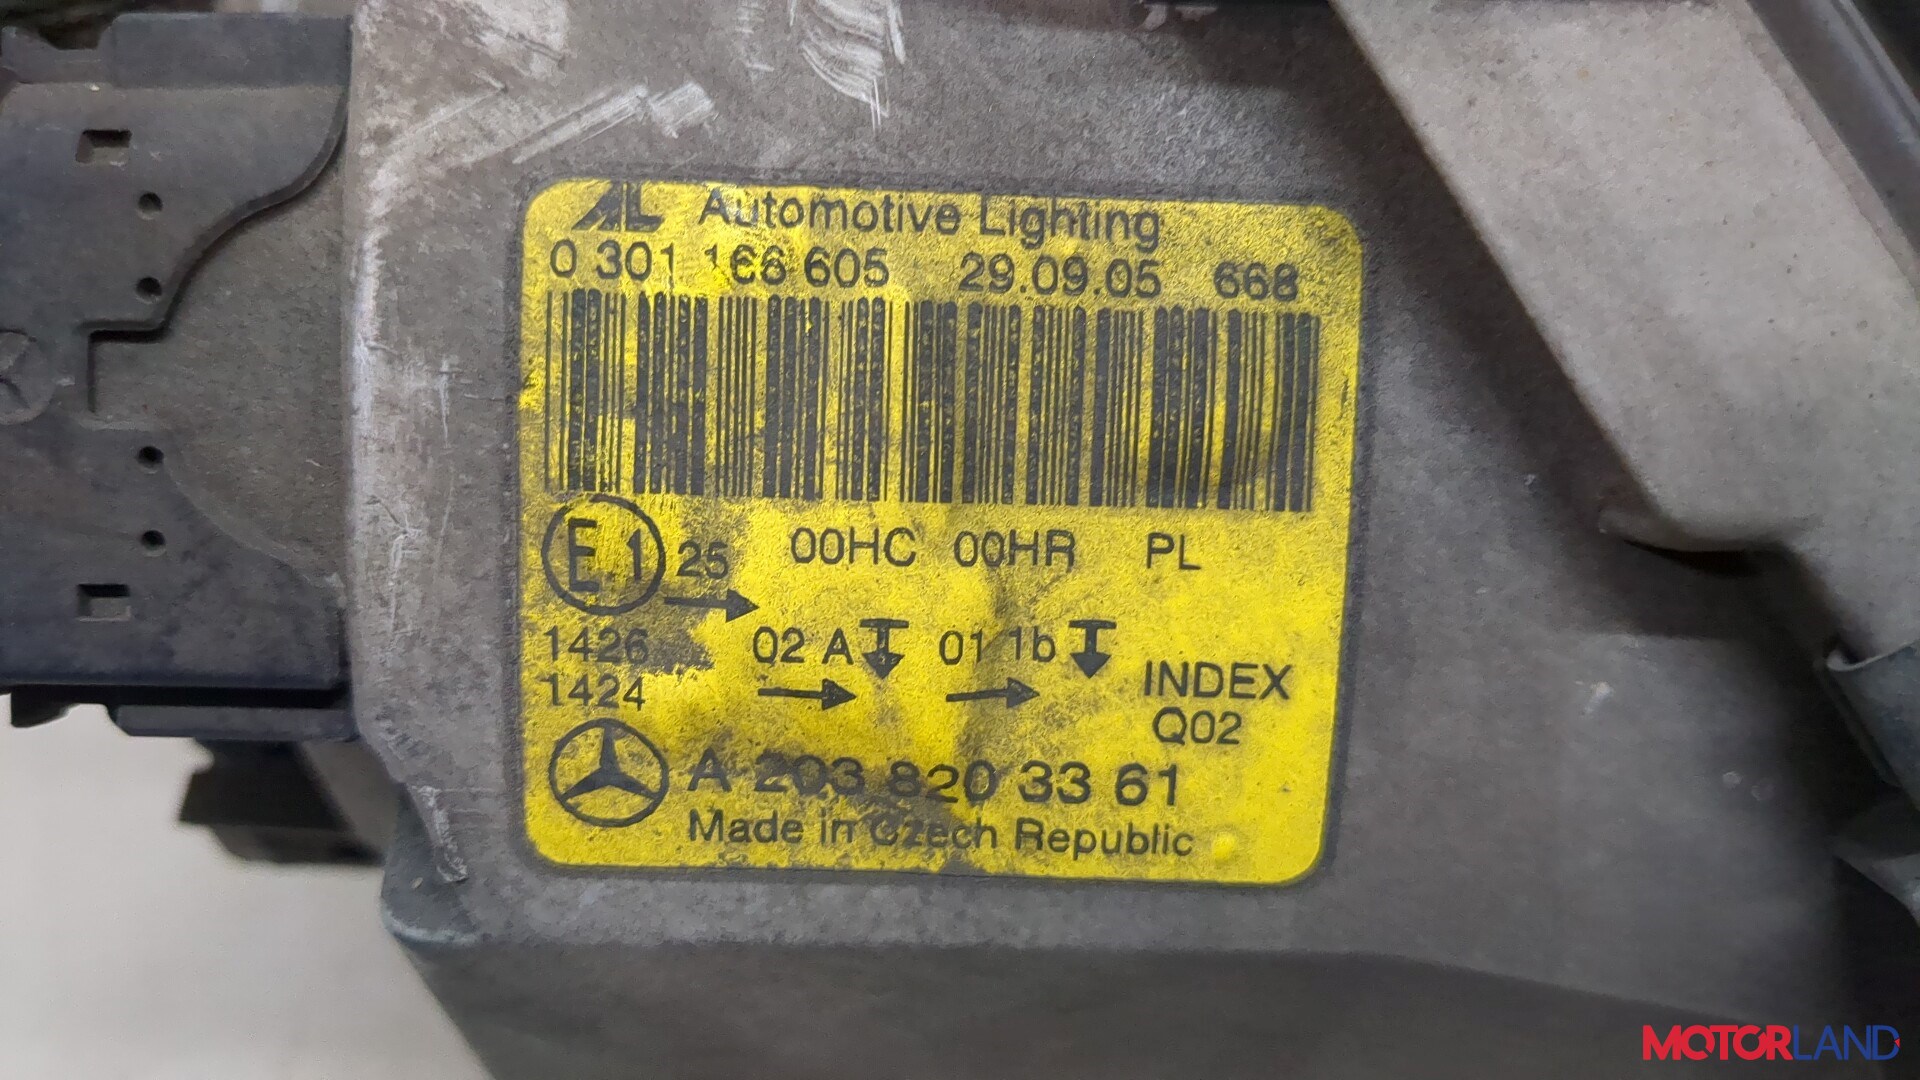 AL Automotive Lighting
0 301 166 605 29.09.05 668
E 1 25 00HC 00HR PL
1426 02 A 01 1b
1424 INDEX
Q02
A 203 820 33 61
Made in Czech Republic
MOTORLAND